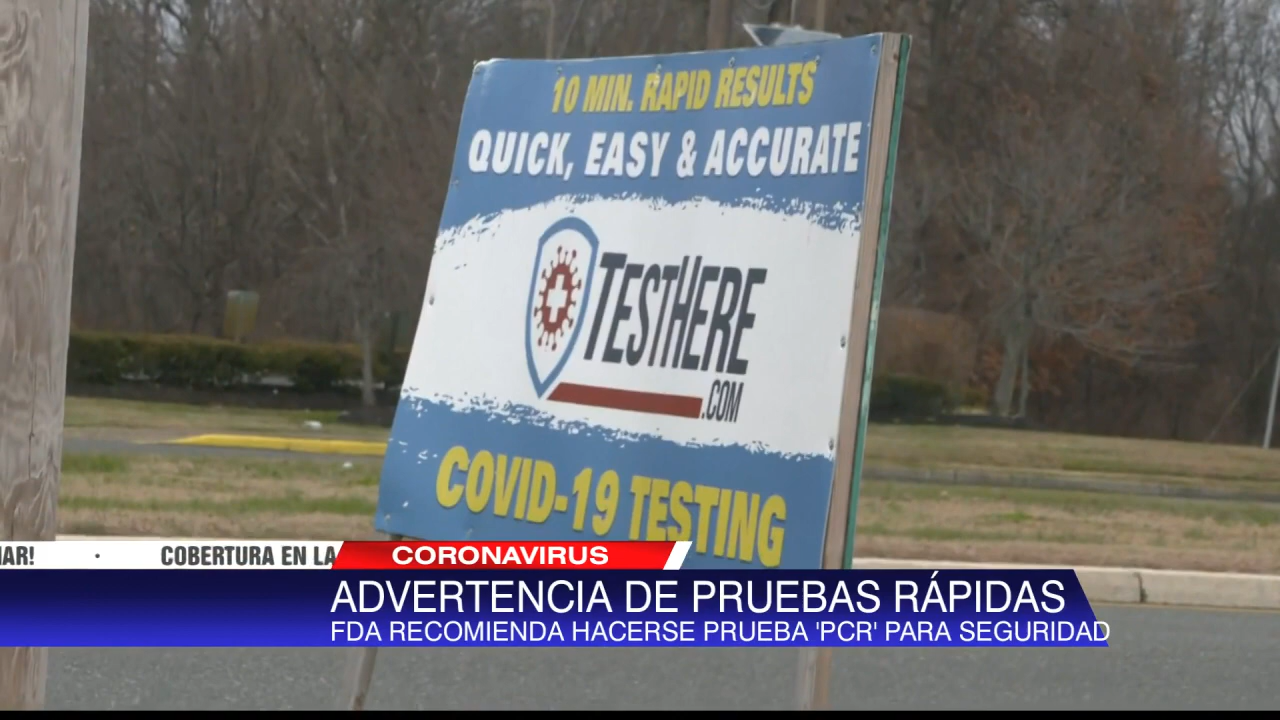 10 MIN. RAPID RESULTS
QUICK, EASY & ACCURATE
TESTHERE
.COM
COVID-19 TESTING
COBERTURA EN LA
CORONAVIRUS
ADVERTENCIA DE PRUEBAS RÁPIDAS
FDA RECOMIENDA HACERSE PRUEBA 'PCR' PARA SEGURIDAD